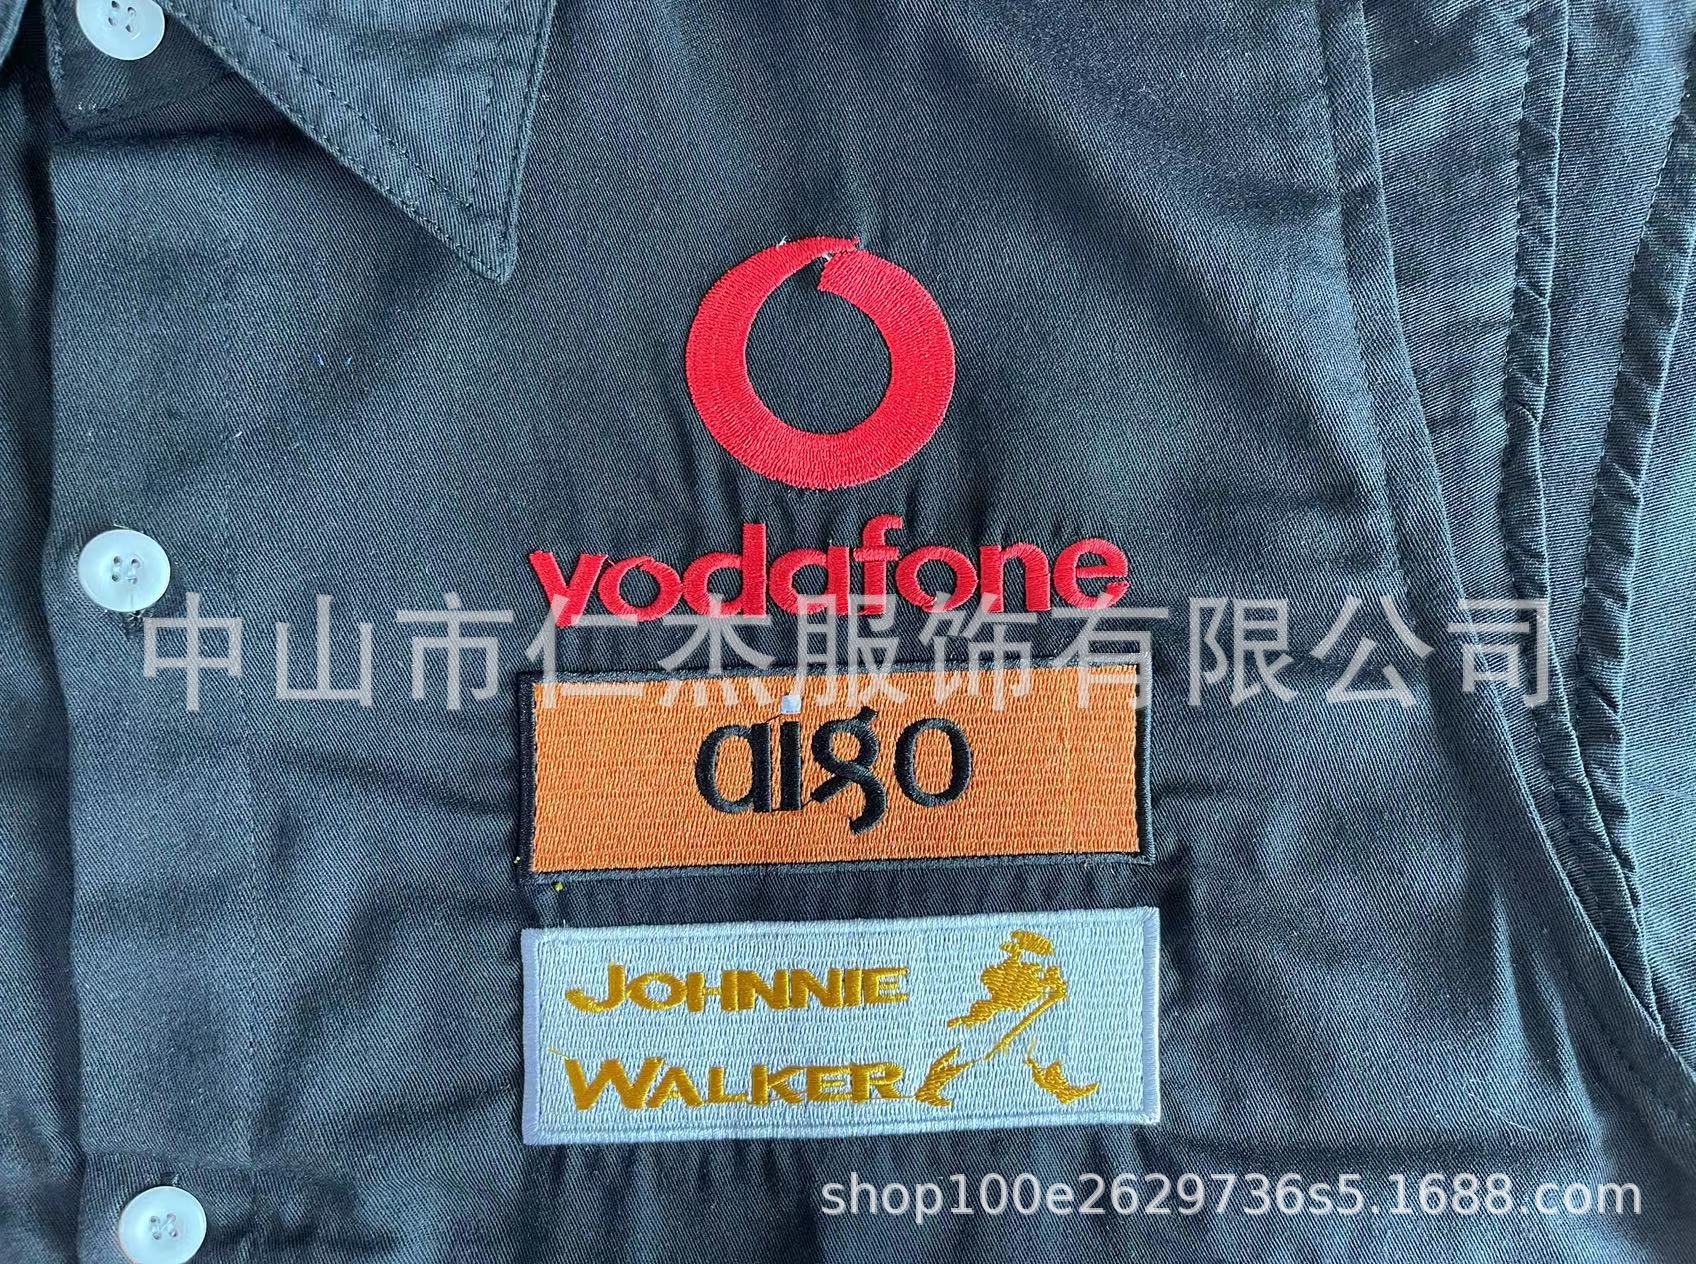 vodafone
中山市仁杰服饰有限公司
aigo
JOHNNIE
WALKER
shop100e2629736s5.1688.com